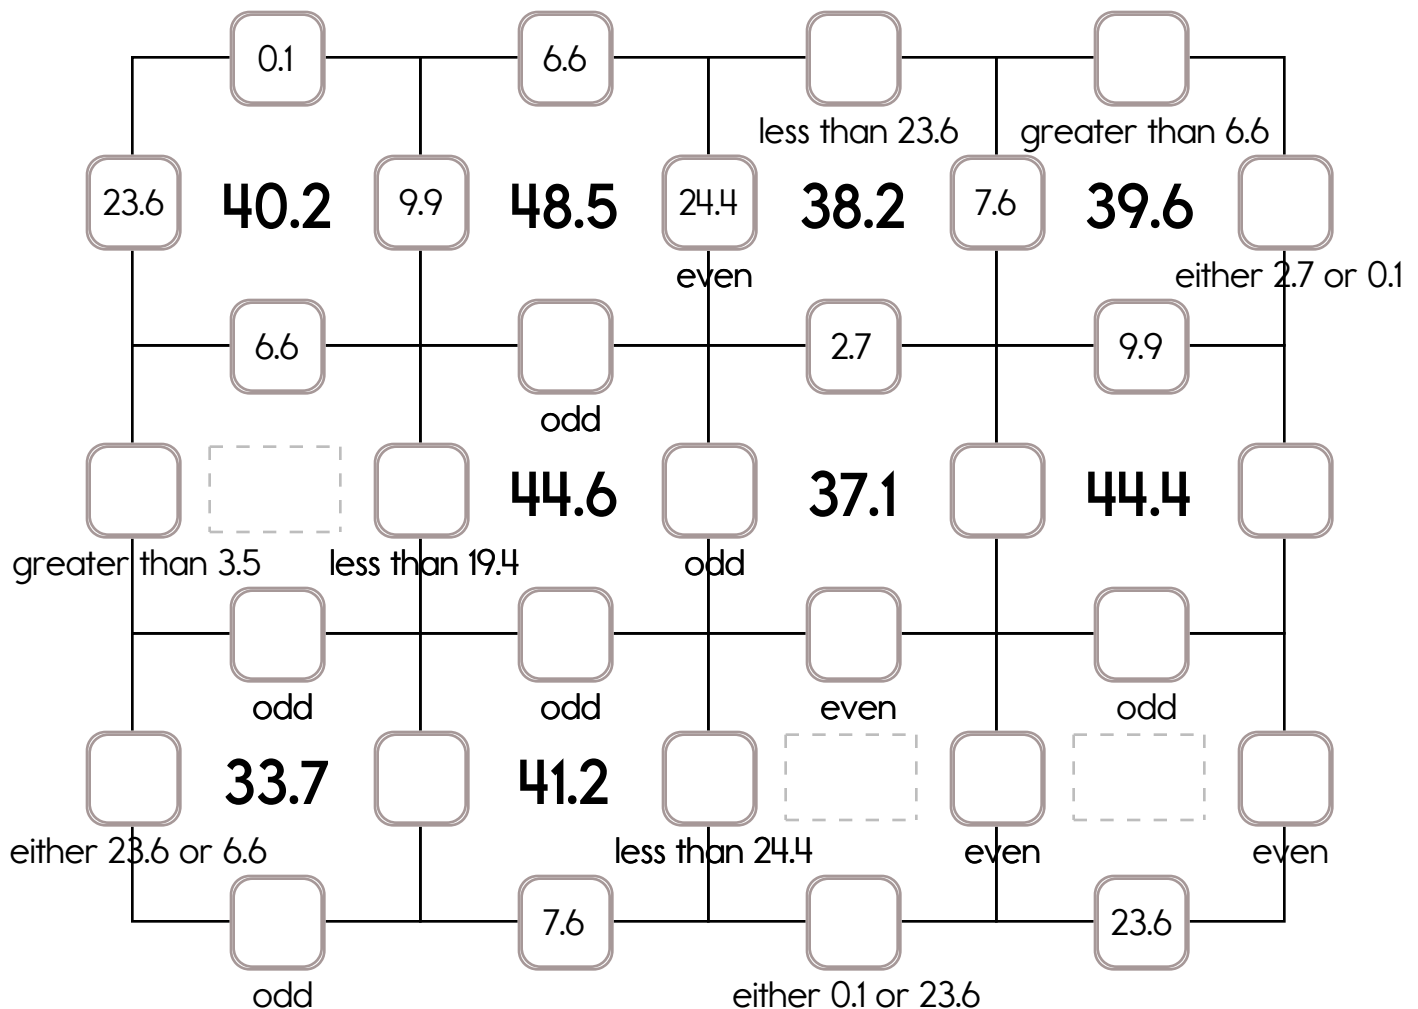 0.1 6.6
less than 23.6 greater than 6.6
23.6 40.2 9.9 48.5 24.4 38.2 7.6 39.6
even either 2.7 or 0.1
6.6 2.7 9.9
odd
44.6 37.1 44.4
greater than 3.5 less than 19.4 odd
odd odd even odd
33.7 41.2
either 23.6 or 6.6 less than 24.4 even even
7.6 23.6
odd either 0.1 or 23.6